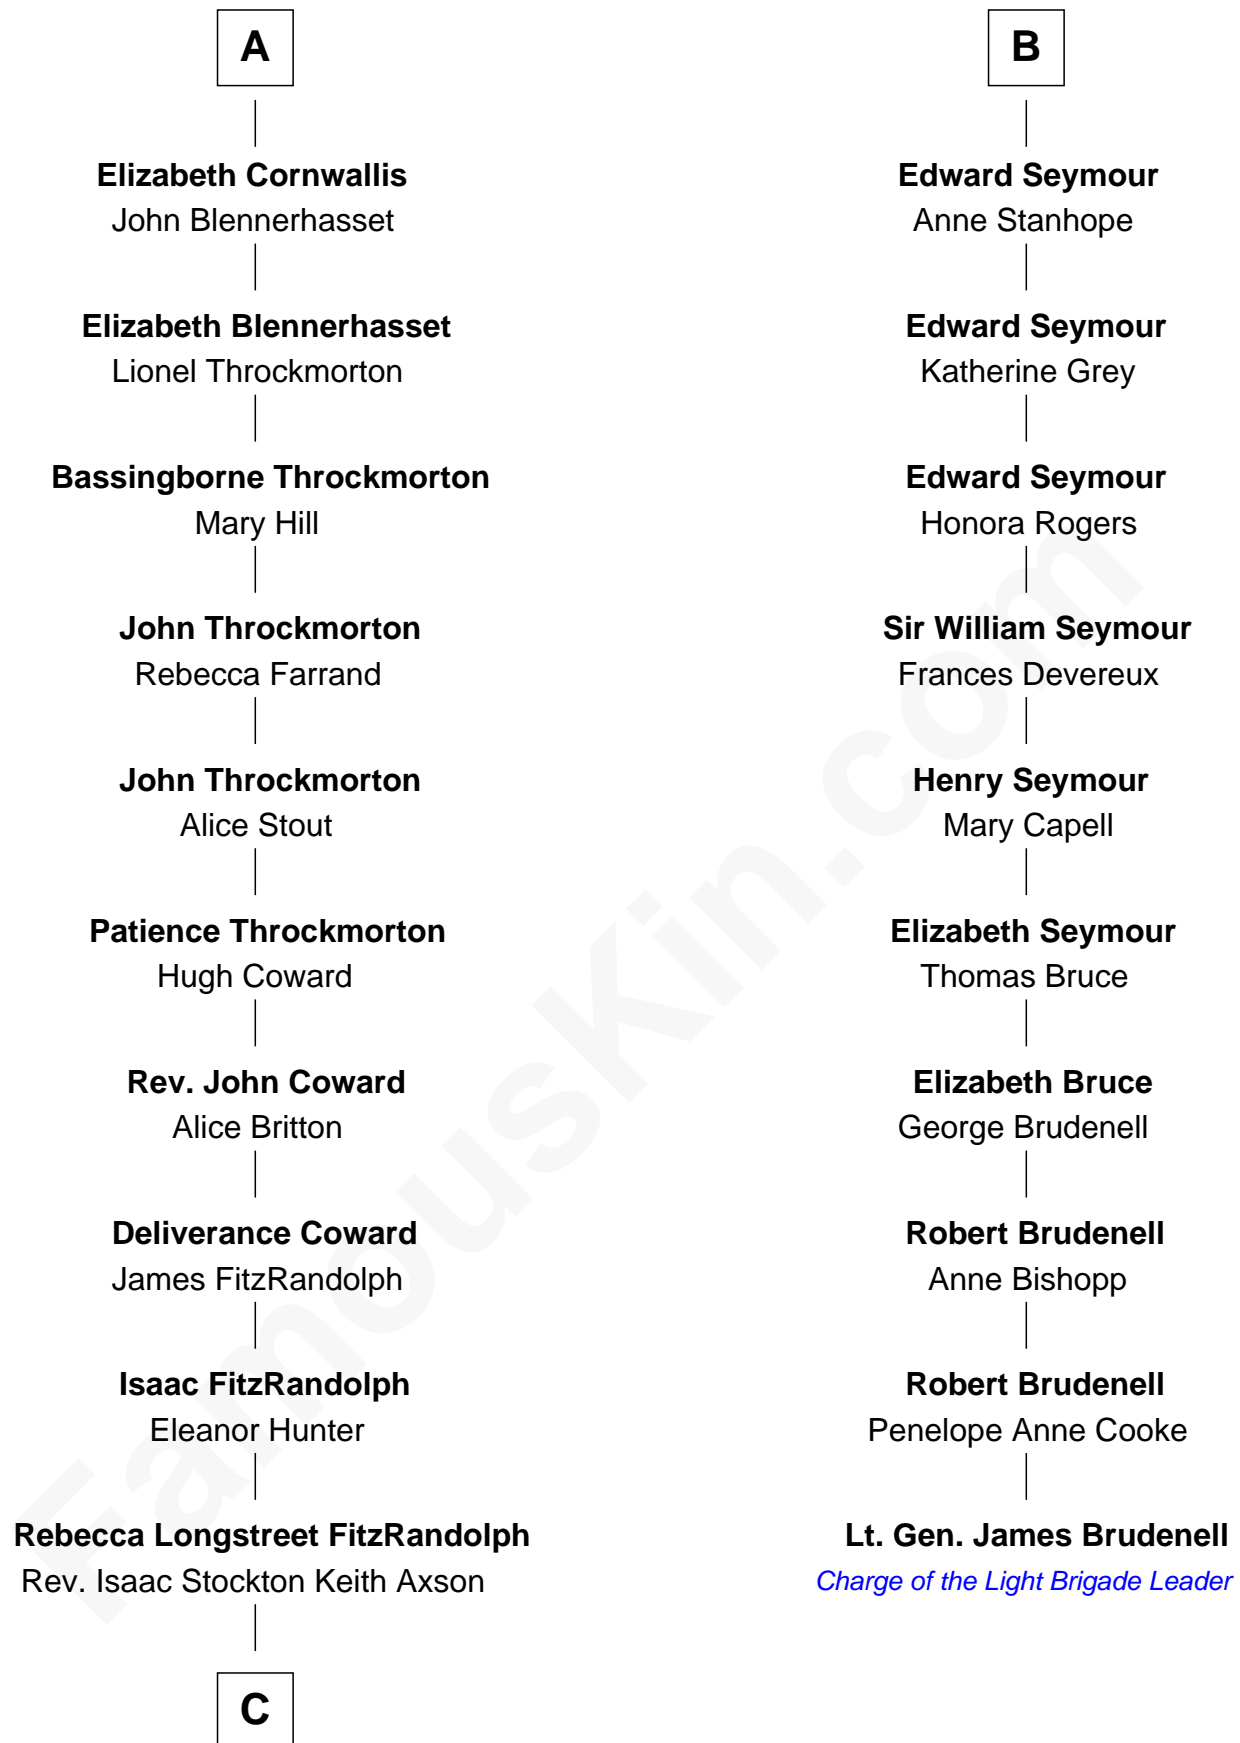 A
Elizabeth Cornwallis
John Blennerhasset
Elizabeth Blennerhasset
Lionel Throckmorton
Bassingborne Throckmorton
Mary Hill
John Throckmorton
Rebecca Farrand
John Throckmorton
Alice Stout
Patience Throckmorton
Hugh Coward
Rev. John Coward
Alice Britton
Deliverance Coward
James FitzRandolph
Isaac FitzRandolph
Eleanor Hunter
Rebecca Longstreet FitzRandolph
Rev. Isaac Stockton Keith Axson
C
B
Edward Seymour
Anne Stanhope
Edward Seymour
Katherine Grey
Edward Seymour
Honora Rogers
Sir William Seymour
Frances Devereux
Henry Seymour
Mary Capell
Elizabeth Seymour
Thomas Bruce
Elizabeth Bruce
George Brudenell
Robert Brudenell
Anne Bishopp
Robert Brudenell
Penelope Anne Cooke
Lt. Gen. James Brudenell
Charge of the Light Brigade Leader
FamousKin.com